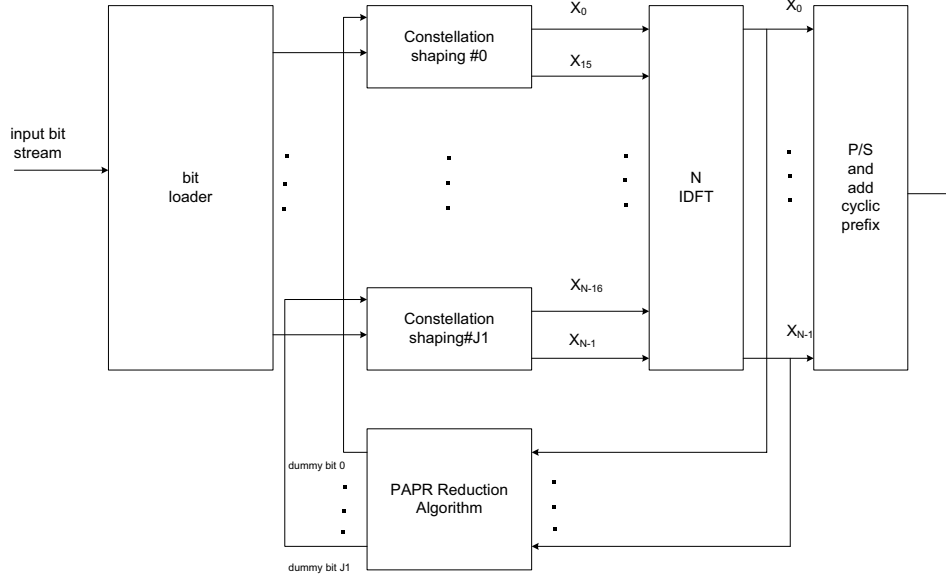 X0
X0
Constellation
shaping #0
X15
input bit
stream
bit
loader
N
IDFT
P/S
and
add
cyclic
prefix
XN-16
Constellation
shaping#J1
XN-1
XN-1
dummy bit 0
PAPR Reduction
Algorithm
dummy bit J1